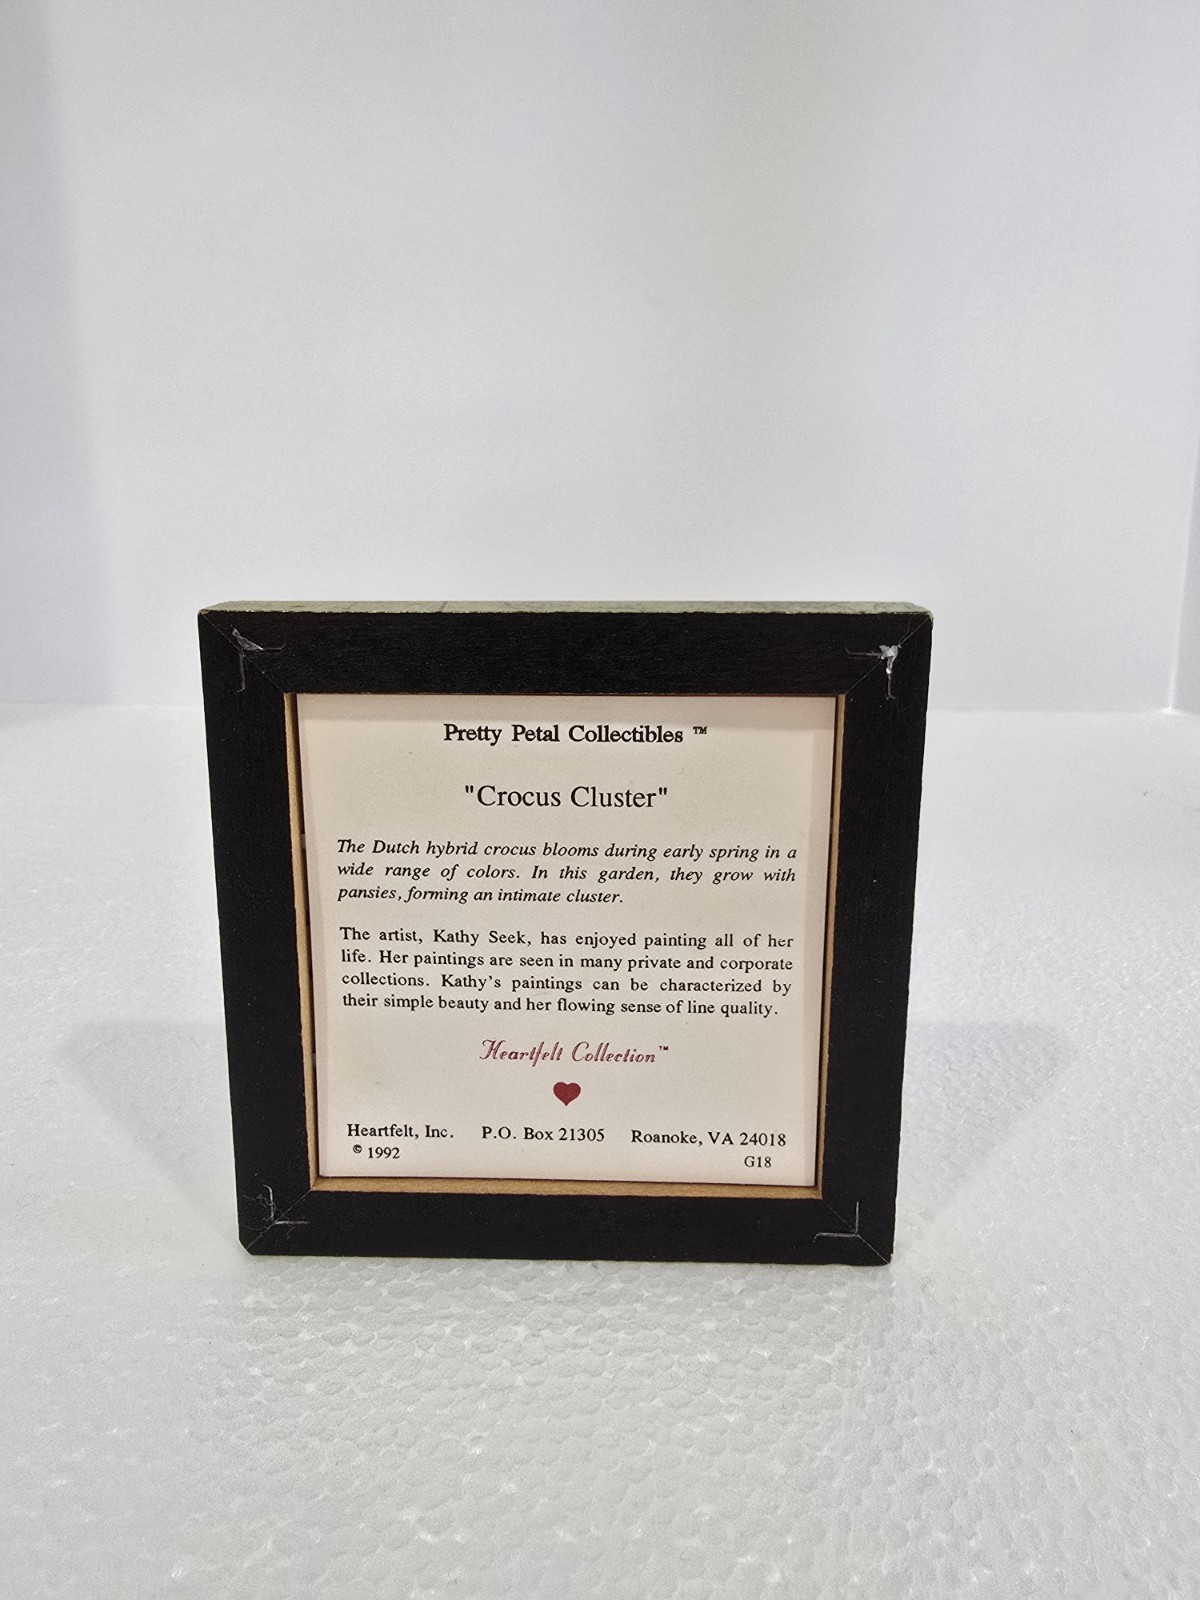 Pretty Petal Collectibles ™
"Crocus Cluster"
The Dutch hybrid crocus blooms during early spring in a
wide range of colors. In this garden, they grow with
pansies, forming an intimate cluster.
The artist, Kathy Seek, has enjoyed painting all of her
life. Her paintings are seen in many private and corporate
collections. Kathy's paintings can be characterized by
their simple beauty and her flowing sense of line quality.
Heartfelt Collection™
Heartfelt, Inc. P.O. Box 21305 Roanoke, VA 24018
© 1992 G18